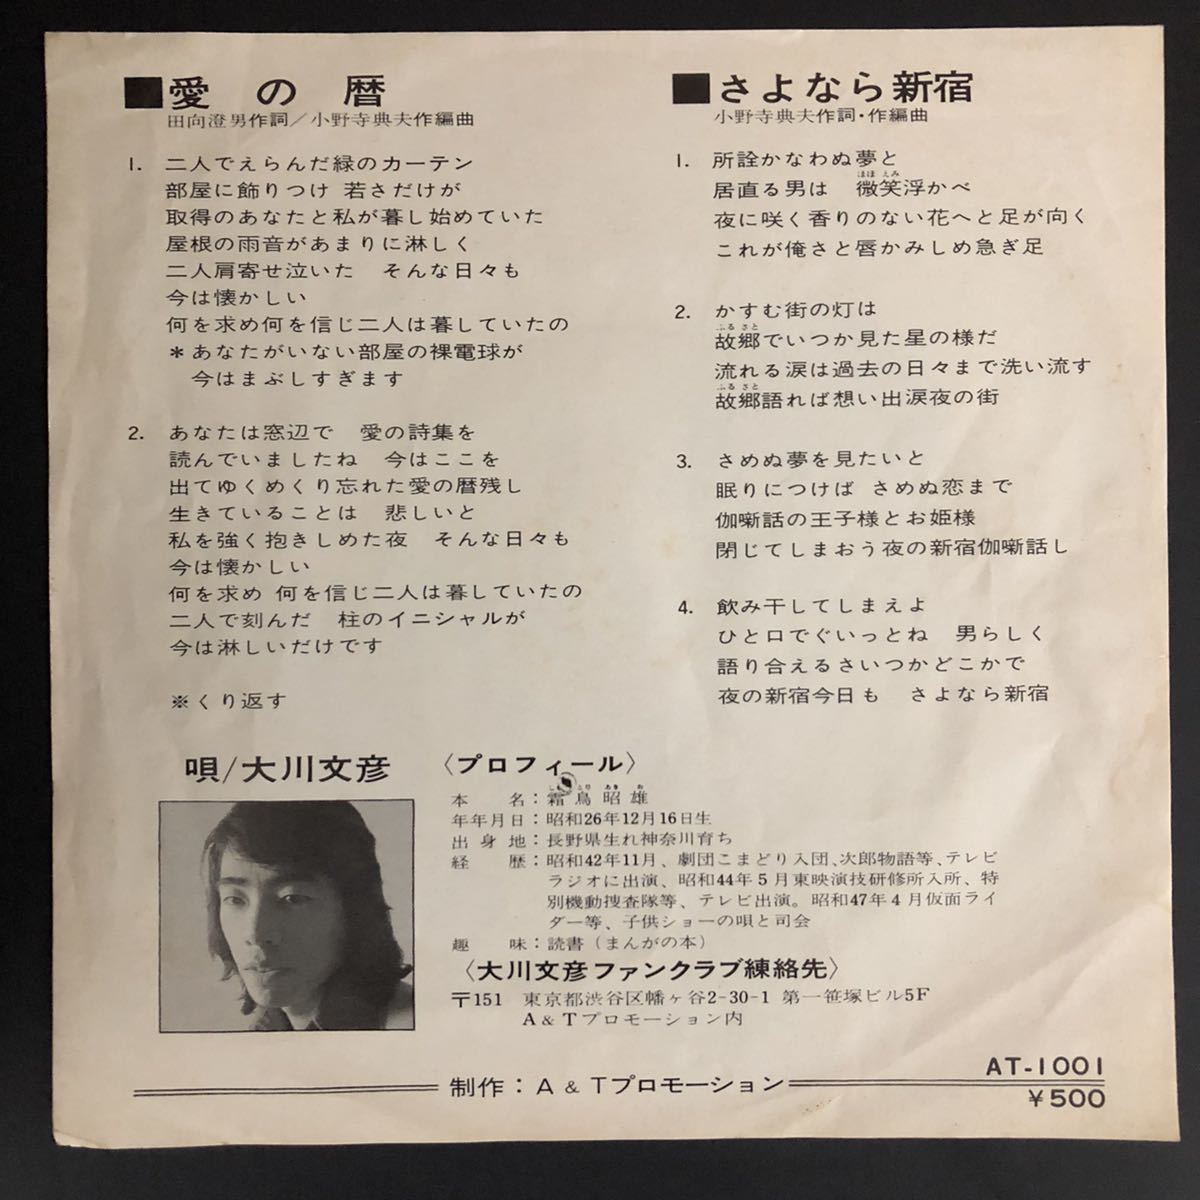 ■愛の暦
田向澄男作詞／小野寺典夫作編曲
1. 二人でえらんだ緑のカーテン
部屋に飾りつけ 若さだけが
取得のあなたと私が暮し始めていた
屋根の雨音があまりに淋しく
二人肩寄せ泣いた そんな日々も
今は懐かしい
何を求め何を信じ二人は暮していたの
＊あなたがいない部屋の裸電球が
今はまぶしすぎます
2. あなたは窓辺で 愛の詩集を
読んでいましたね 今はここを
出てゆくめくり忘れた愛の暦残し
生きていることは 悲しいと
私を強く抱きしめた夜 そんな日々も
今は懐かしい
何を求め 何を信じ二人は暮していたの
二人で刻んだ 柱のイニシャルが
今は淋しいだけです
※くり返す
■さよなら新宿
小野寺典夫作詞・作編曲
1. 所詮かなわぬ夢と
ほほ えみ
居直る男は 微笑浮かべ
夜に咲く香りのない花へと足が向く
これが俺さと唇かみしめ急ぎ足
2. かすむ街の灯は
ふる さと
故郷でいつか見た星の様だ
流れる涙は過去の日々まで洗い流す
ふる さと
故郷語れば想い出涙夜の街
3. さめぬ夢を見たいと
眠りにつけば さめぬ恋まで
伽噺話の王子様とお姫様
閉じてしまおう夜の新宿伽噺話し
4. 飲み干してしまえよ
ひと口でぐいっとね 男らしく
語り合えるさいつかどこかで
夜の新宿今日も さよなら新宿
唄/大川文彦
〈プロフィール〉
とり あき お
本名：霜鳥昭雄
年年月日：昭和26年12月16日生
出身地：長野県生れ神奈川育ち
経歴：昭和42年11月、劇団こまどり入団、次郎物語等、テレビ
ラジオに出演、昭和44年5月東映演技研修所入所、特
別機動捜査隊等、テレビ出演。昭和47年4月仮面ライ
ダー等、子供ショーの唄と司会
趣味：読書（まんがの本）
〈大川文彦ファンクラブ練絡先〉
〒151 東京都渋谷区幡ヶ谷2-30-1 第一笹塚ビル5F
A&Tプロモーション内
制作：A&Tプロモーション
AT-1001
¥500